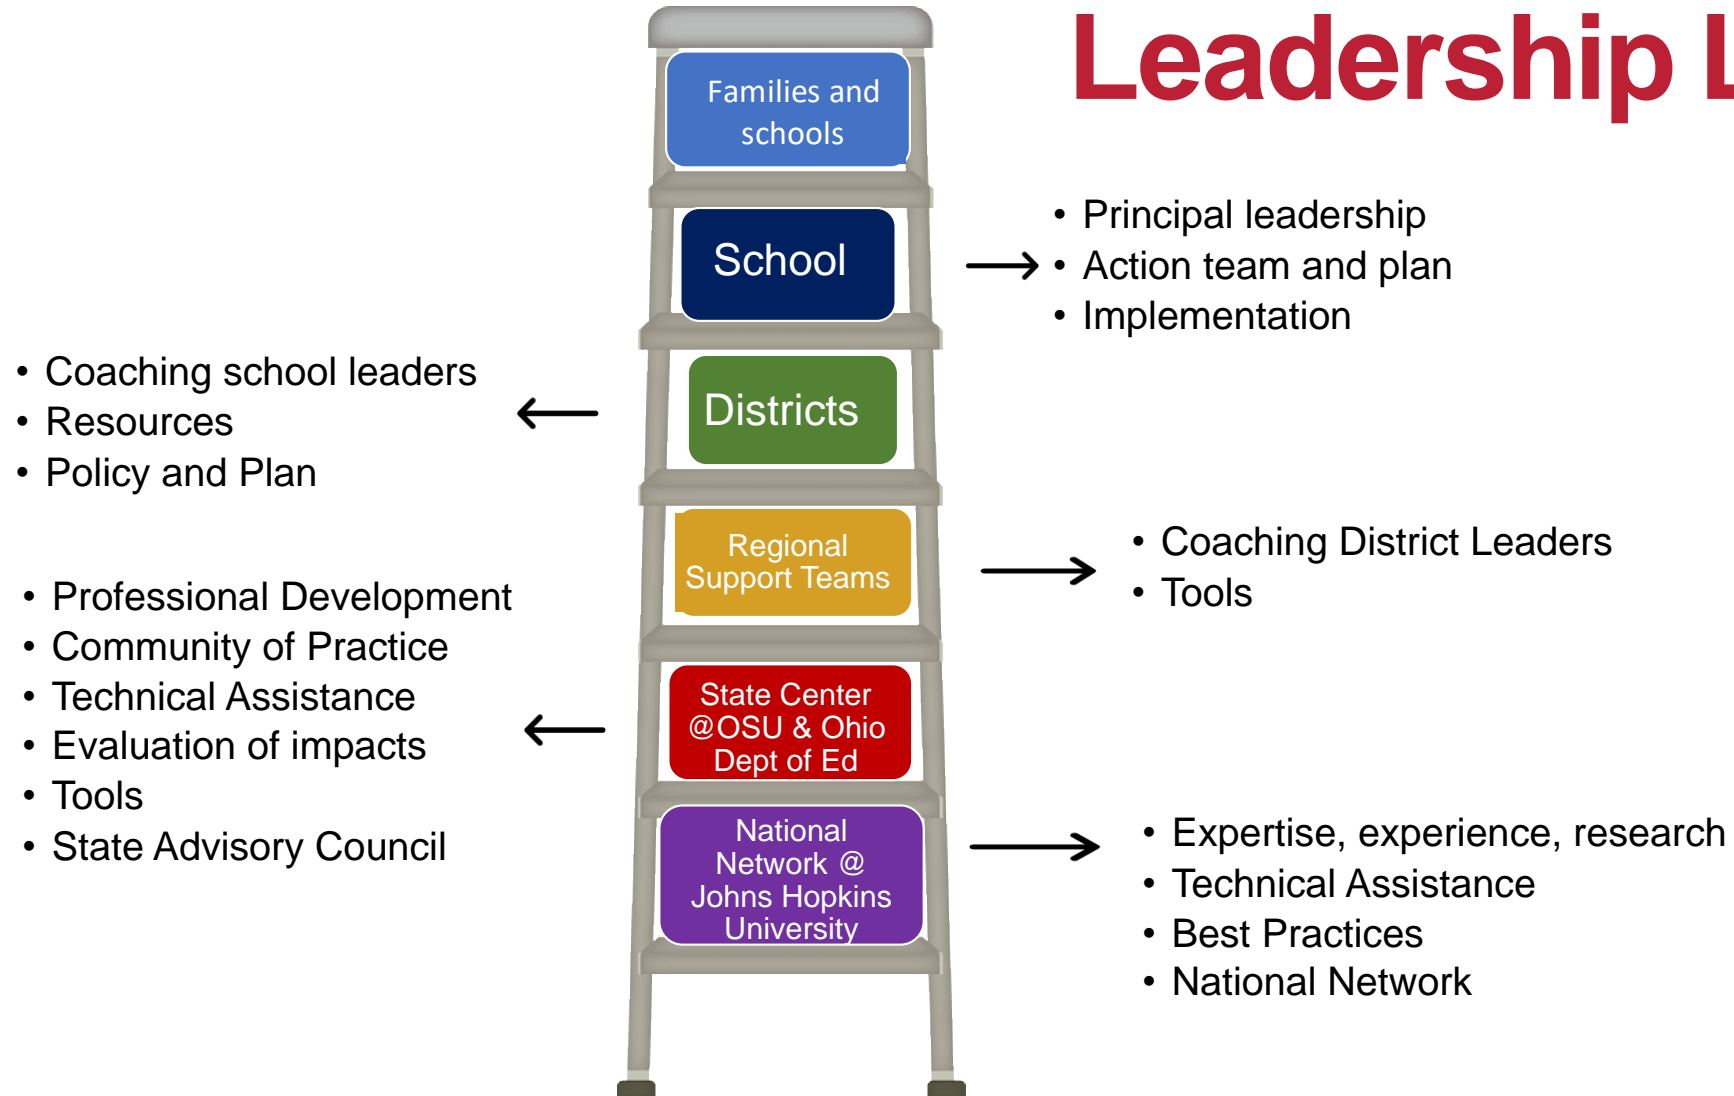 Leadership L
Families and
schools
School
• Principal leadership
• Action team and plan
• Implementation
• Coaching school leaders
• Resources
• Policy and Plan
Districts
Regional
Support Teams
• Coaching District Leaders
• Tools
• Professional Development
• Community of Practice
• Technical Assistance
• Evaluation of impacts
• Tools
• State Advisory Council
State Center
@OSU & Ohio
Dept of Ed
National
Network @
Johns Hopkins
University
• Expertise, experience, research
• Technical Assistance
• Best Practices
• National Network